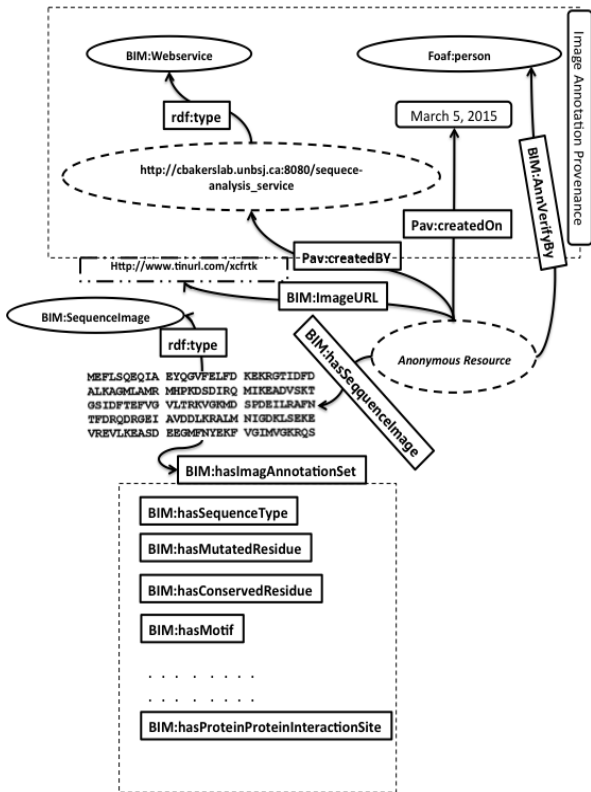 BIM:Webservice
Foaf:person
Image Annotation Provenance
rdf:type
March 5, 2015
http://cbakerslab.unbsj.ca:8080/sequece-
analysis_service
BIM:AnnVerifyBy
Pav:createdOn
Pav:createdBY
Http://www.tinurl.com/xcfrtk
BIM:ImageURL
BIM:SequenceImage
rdf:type
Anonymous Resource
BIM:hasSeqquenceImage
MEFLSQEQIA EYQGVFELFD KEKRGTIDFD
ALKAGMLAMR MHPKDSDIRQ MIKEADVSKT
GSIDFTEFVG VLTRKVGKMD SPDEILRAFN
TFDRQDRGEI AVDDLKRALM NIGDKLSEKE
VREVLKEASD EEGMFNYEKF VGIMVGKRQS
BIM:hasImagAnnotationSet
BIM:hasSequenceType
BIM:hasMutatedResidue
BIM:hasConservedResidue
BIM:hasMotif
. . . . . . . .
. . . . . . . .
BIM:hasProteinProteinInteractionSite